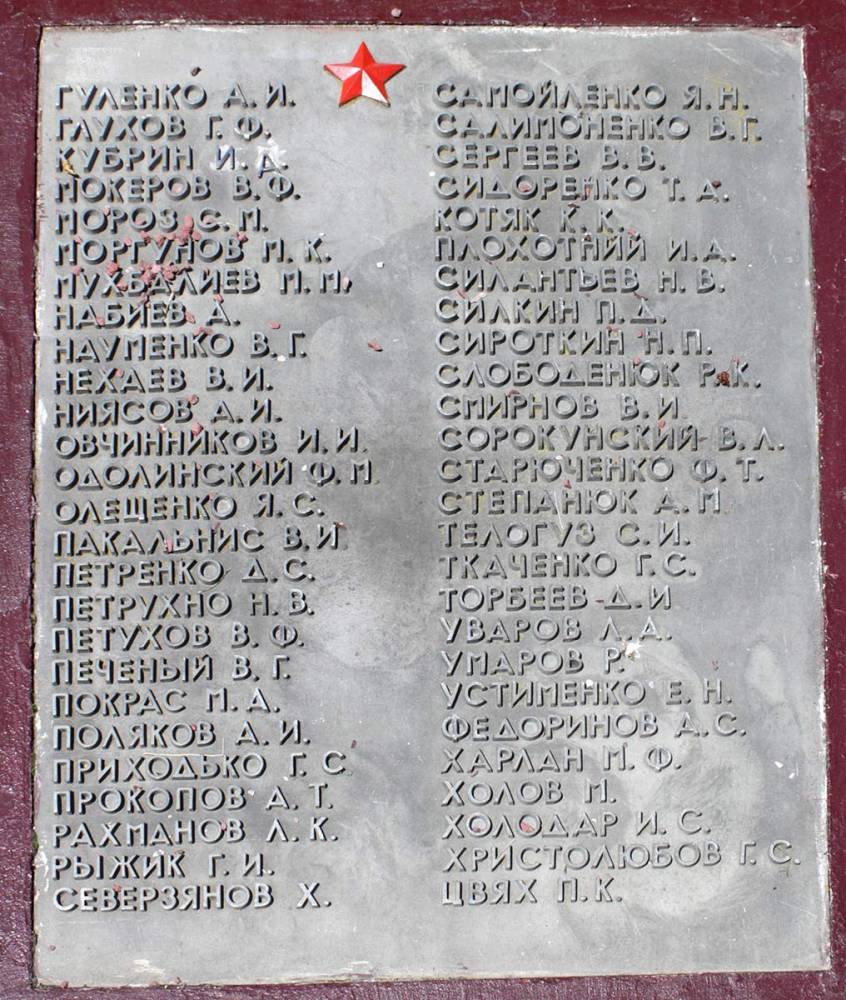 ГУЛЕНКО А. И.
ГЛУХОВ Г. Ф.
КУБРИН И. Д.
МОКЕРОВ В. Ф.
МОРОЗ С. М.
МОРГУНОВ М. К.
МУХБАЛИЕВ М. М.
НАБИЕВ А.
НАУМЕНКО В. Г.
НЕХАЕВ В. И.
НИЯСОВ А. И.
ОВЧИННИКОВ И. И.
ОДОЛИНСКИЙ Ф. М.
ОЛЕЩЕНКО Я. С.
ПАКАЛЬНИС В. И.
ПЕТРЕНКО Д. С.
ПЕТРУХНО Н. В.
ПЕТУХОВ В. Ф.
ПЕЧЕНЫЙ В. Г.
ПОКРАС М. А.
ПОЛЯКОВ А. И.
ПРИХОДЬКО Г. С.
ПРОКОПОВ А. Т.
РАХМАНОВ Л. К.
РЫЖИК Г. И.
СЕВЕРЗЯНОВ Х.
САМОЙЛЕНКО Я. Н.
САЛИМОНЕНКО В. Г.
СЕРГЕЕВ В. В.
СИДОРЕНКО Т. Д.
КОТЯК К. К.
ПЛОХОТНИЙ И. Д.
СИЛАНТЬЕВ Н. В.
СИЛКИН П. Д.
СИРОТКИН Н. П.
СЛОБОДЕНЮК Р. К.
СМИРНОВ В. И.
СОРОКУНСКИЙ В. Л.
СТАРЮЧЕНКО Ф. Т.
СТЕПАНЮК А. М.
ТЕЛОГУЗ С. И.
ТКАЧЕНКО Г. С.
ТОРБЕЕВ Д. И
УВАРОВ Л. А.
УМАРОВ Р.
УСТИМЕНКО Е. Н.
ФЕДОРИНОВ А. С.
ХАРЛАН М. Ф.
ХОЛОВ М.
ХОЛОДАР И. С.
ХРИСТОЛЮБОВ Г. С.
ЦВЯХ П. К.